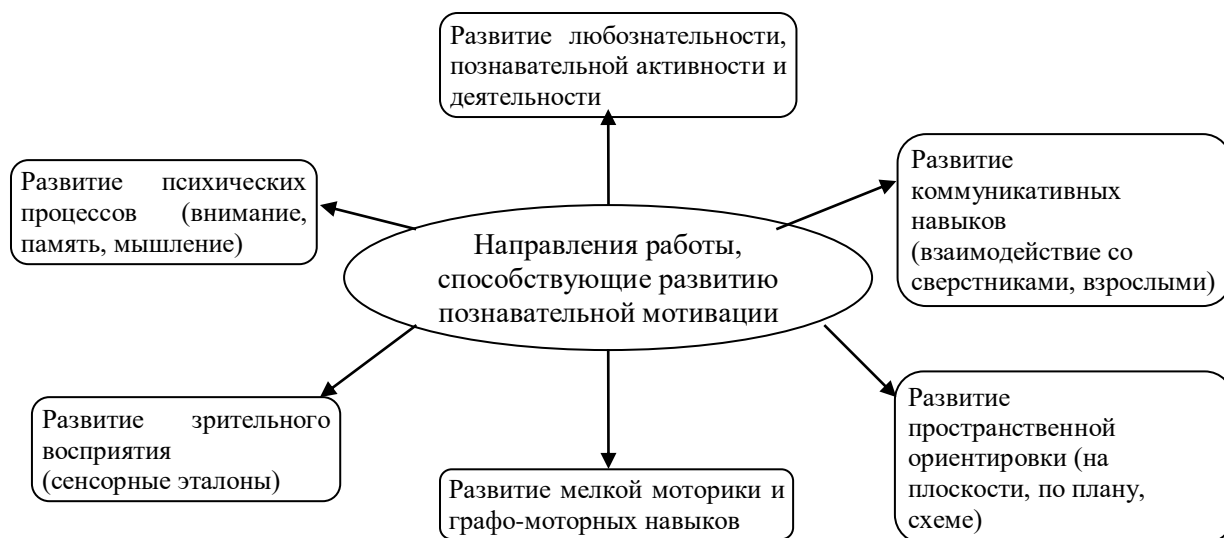 Развитие любознательности,
познавательной активности и
деятельности
Развитие психических
процессов (внимание,
память, мышление)
Развитие
коммуникативных
навыков
(взаимодействие со
сверстниками, взрослыми)
Направления работы,
способствующие развитию
познавательной мотивации
Развитие зрительного
восприятия
(сенсорные эталоны)
Развитие мелкой моторики и
графо-моторных навыков
Развитие
пространственной
ориентировки (на
плоскости, по плану,
схеме)